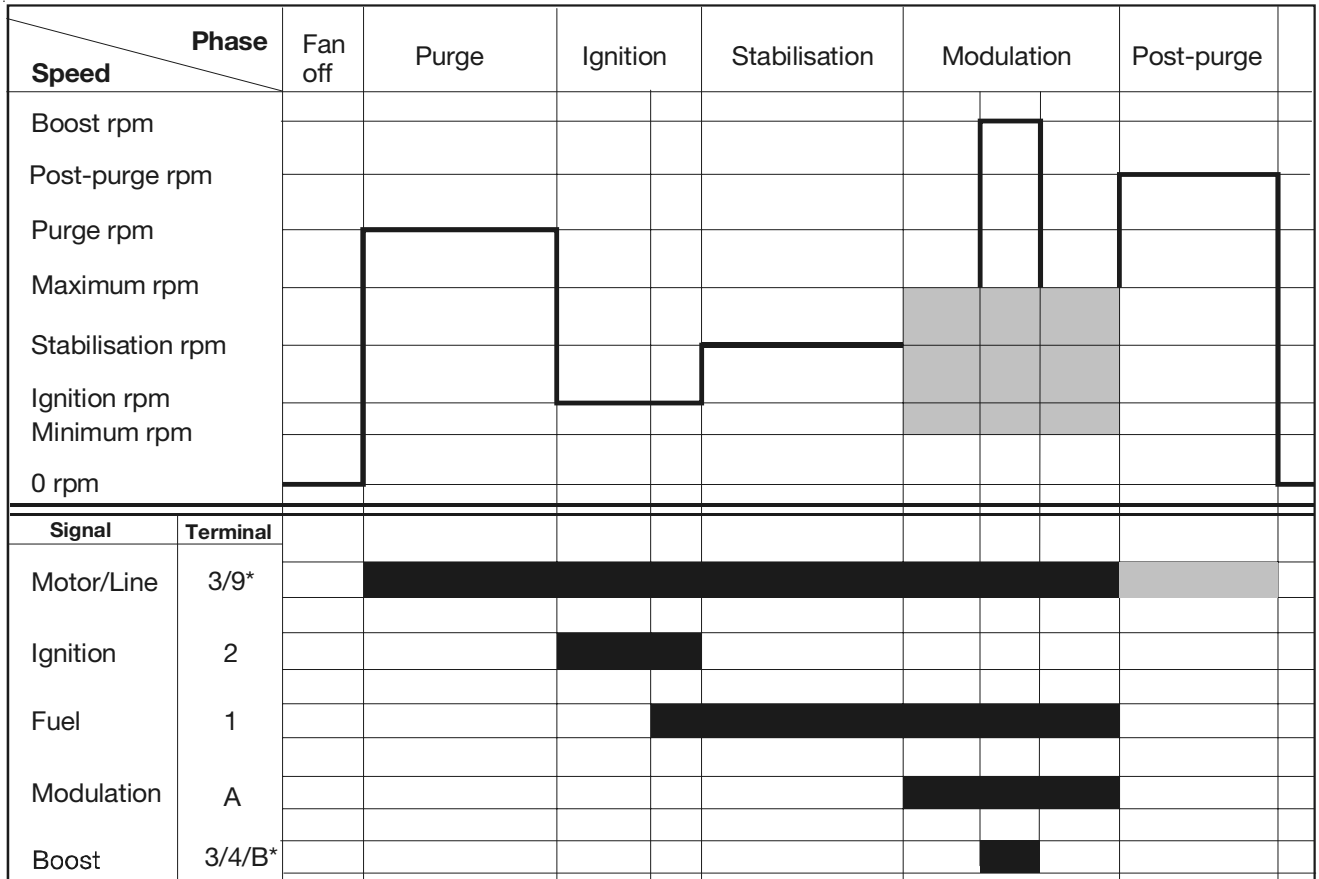 Phase
Speed
Fan
off
Purge
Ignition
Stabilisation
Modulation
Post-purge
Boost rpm
Post-purge rpm
Purge rpm
Maximum rpm
Stabilisation rpm
Ignition rpm
Minimum rpm
0 rpm
Signal Terminal
Motor/Line 3/9*
Ignition 2
Fuel 1
Modulation A
Boost 3/4/B*